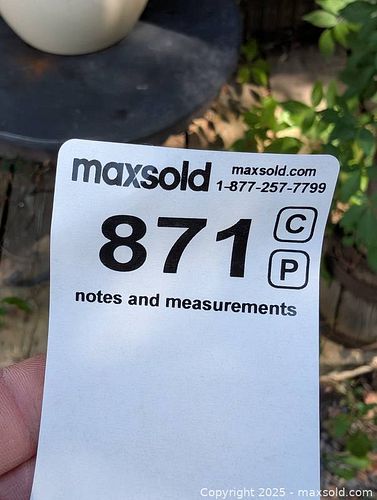 maxsold
maxsold.com
1-877-257-7799
871
C
P
notes and measurements
Copyright 2025 - maxsold.com